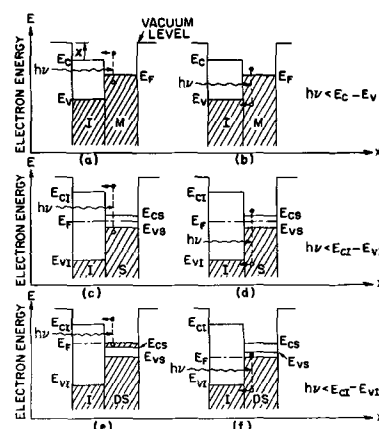 E
VACUUM
LEVEL
ELECTRON ENERGY
E_C
χ
hν
E_F
E_V
I
M
(a)
E_C
E_F
hν
E_V
I
M
(b)
hν < E_C – E_V
x
E
ELECTRON ENERGY
E_CI
hν
E_F
E_CS
E_VS
E_VI
I
S
(c)
E_CI
E_F
E_CS
E_VS
hν
E_VI
I
S
(d)
hν < E_CI – E_VI
x
E
ELECTRON ENERGY
E_CI
hν
E_F
E_CS
E_VS
E_VI
I
DS
(e)
E_CI
E_F
E_CS
E_VS
hν
E_VI
I
DS
(f)
hν < E_CI – E_VI
x